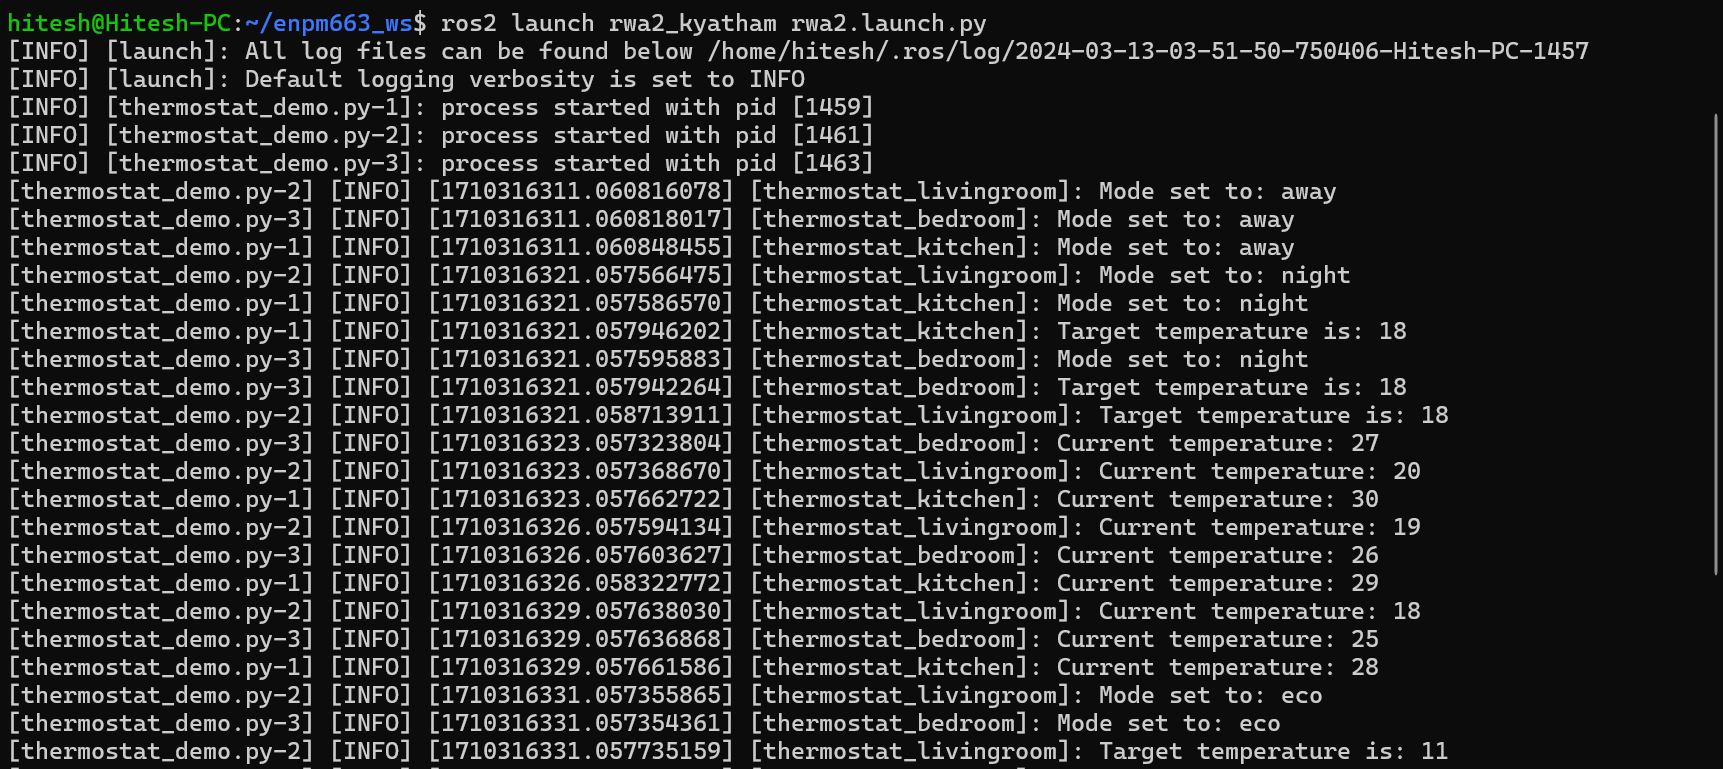 hitesh@Hitesh-PC:~/enpm663_ws$ ros2 launch rwa2_kyatham rwa2.launch.py
[INFO] [launch]: All log files can be found below /home/hitesh/.ros/log/2024-03-13-03-51-50-750406-Hitesh-PC-1457
[INFO] [launch]: Default logging verbosity is set to INFO
[INFO] [thermostat_demo.py-1]: process started with pid [1459]
[INFO] [thermostat_demo.py-2]: process started with pid [1461]
[INFO] [thermostat_demo.py-3]: process started with pid [1463]
[thermostat_demo.py-2] [INFO] [1710316311.060816078] [thermostat_livingroom]: Mode set to: away
[thermostat_demo.py-3] [INFO] [1710316311.060818017] [thermostat_bedroom]: Mode set to: away
[thermostat_demo.py-1] [INFO] [1710316311.060848455] [thermostat_kitchen]: Mode set to: away
[thermostat_demo.py-2] [INFO] [1710316321.057566475] [thermostat_livingroom]: Mode set to: night
[thermostat_demo.py-1] [INFO] [1710316321.057586570] [thermostat_kitchen]: Mode set to: night
[thermostat_demo.py-1] [INFO] [1710316321.057946202] [thermostat_kitchen]: Target temperature is: 18
[thermostat_demo.py-3] [INFO] [1710316321.057595883] [thermostat_bedroom]: Mode set to: night
[thermostat_demo.py-3] [INFO] [1710316321.057942264] [thermostat_bedroom]: Target temperature is: 18
[thermostat_demo.py-2] [INFO] [1710316321.058713911] [thermostat_livingroom]: Target temperature is: 18
[thermostat_demo.py-3] [INFO] [1710316323.057323804] [thermostat_bedroom]: Current temperature: 27
[thermostat_demo.py-2] [INFO] [1710316323.057368670] [thermostat_livingroom]: Current temperature: 20
[thermostat_demo.py-1] [INFO] [1710316323.057662722] [thermostat_kitchen]: Current temperature: 30
[thermostat_demo.py-2] [INFO] [1710316326.057594134] [thermostat_livingroom]: Current temperature: 19
[thermostat_demo.py-3] [INFO] [1710316326.057603627] [thermostat_bedroom]: Current temperature: 26
[thermostat_demo.py-1] [INFO] [1710316326.058322772] [thermostat_kitchen]: Current temperature: 29
[thermostat_demo.py-2] [INFO] [1710316329.057638030] [thermostat_livingroom]: Current temperature: 18
[thermostat_demo.py-3] [INFO] [1710316329.057636868] [thermostat_bedroom]: Current temperature: 25
[thermostat_demo.py-1] [INFO] [1710316329.057661586] [thermostat_kitchen]: Current temperature: 28
[thermostat_demo.py-2] [INFO] [1710316331.057355865] [thermostat_livingroom]: Mode set to: eco
[thermostat_demo.py-3] [INFO] [1710316331.057354361] [thermostat_bedroom]: Mode set to: eco
[thermostat_demo.py-2] [INFO] [1710316331.057735159] [thermostat_livingroom]: Target temperature is: 11